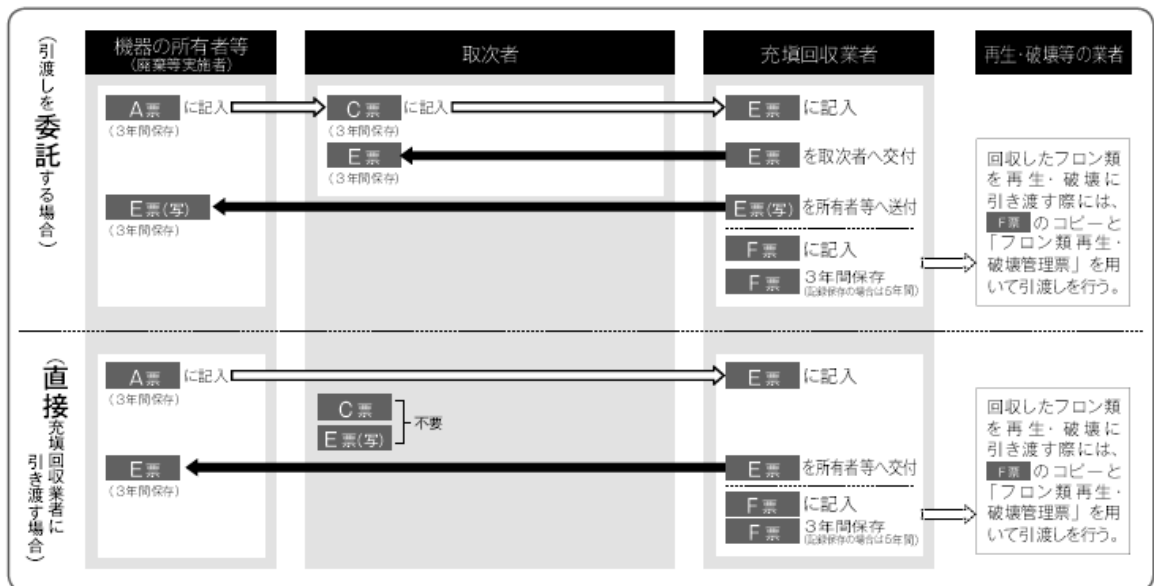 (引渡しを委託する場合)
機器の所有者等
(廃棄等実施者)
取次者
充填回収業者
再生・破壊等の業者
A票 に記入
(3年間保存)
C票 に記入
(3年間保存)
E票 に記入
E票
(3年間保存)
E票 を取次者へ交付
E票(写)
(3年間保存)
E票(写) を所有者等へ送付
F票 に記入
F票 3年間保存
(記録保存の場合は5年間)
回収したフロン類
を再生・破壊に
引き渡す際には、
F票 のコピーと
「フロン類再生・
破壊管理票」を用
いて引渡しを行う。
(直接充填回収業者に
引き渡す場合)
A票 に記入
(3年間保存)
E票 に記入
C票
E票(写)
不要
E票
(3年間保存)
E票 を所有者等へ交付
F票 に記入
F票 3年間保存
(記録保存の場合は5年間)
回収したフロン類
を再生・破壊に
引き渡す際には、
F票 のコピーと
「フロン類再生・
破壊管理票」を用
いて引渡しを行う。